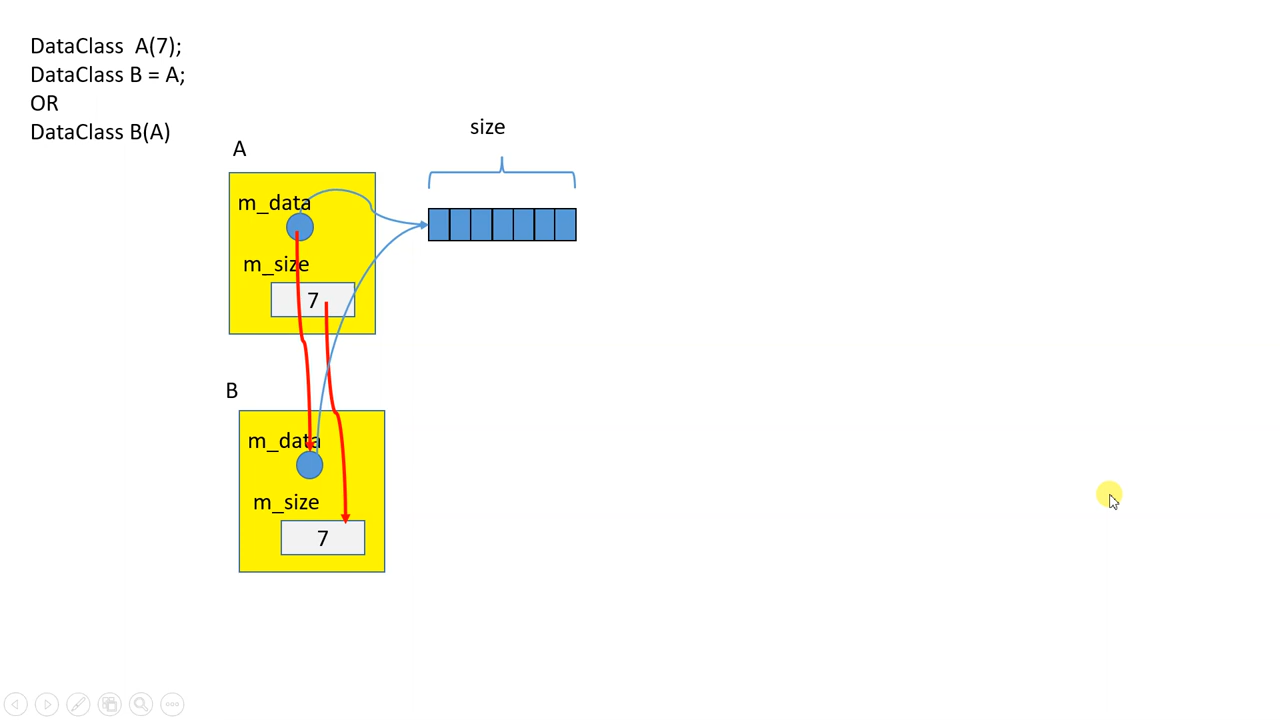 DataClass  A(7);
DataClass B = A;
OR
DataClass B(A)
size
A
m_data
m_size
7
B
m_data
m_size
7